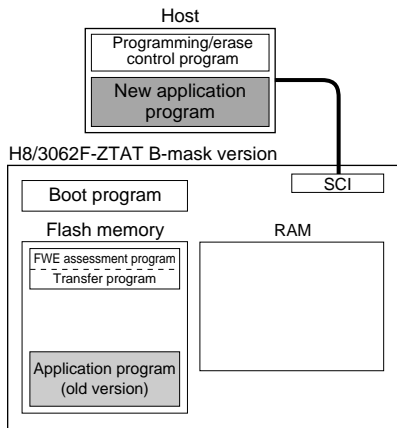 Host
Programming/erase
control program
New application
program
H8/3062F-ZTAT B-mask version
SCI
Boot program
Flash memory
RAM
FWE assessment program
Transfer program
Application program
(old version)